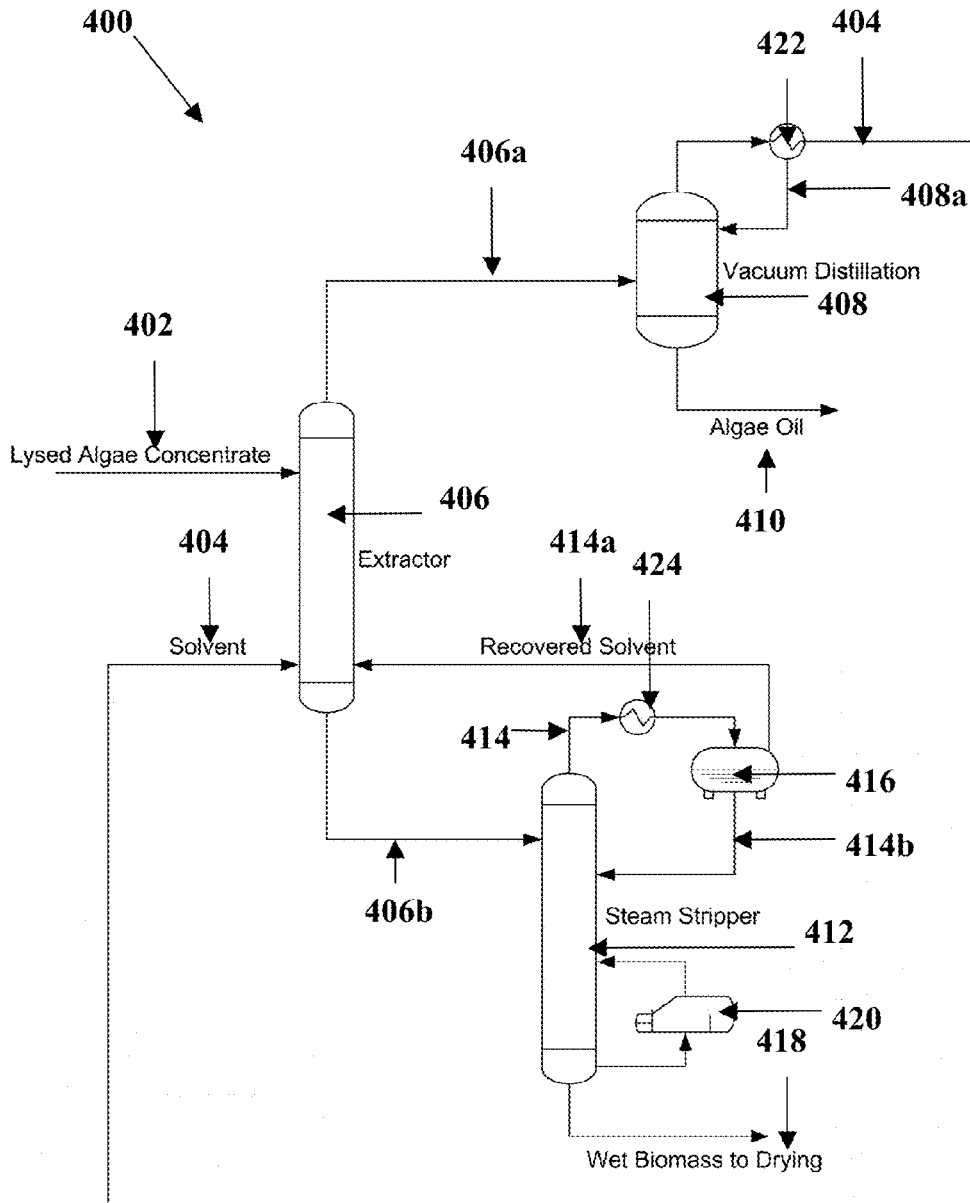 400
422
404
406a
408a
Vacuum Distillation
408
402
Algae Oil
Lysed Algae Concentrate
406
410
404
414a
424
Extractor
Solvent
Recovered Solvent
414
416
414b
406b
Steam Stripper
412
420
418
Wet Biomass to Drying